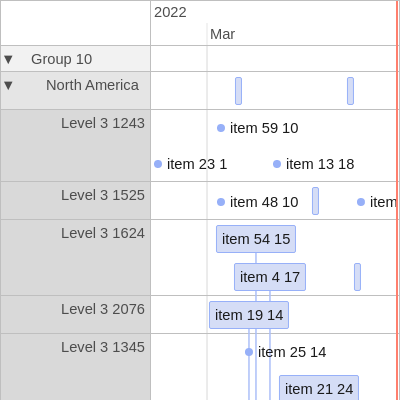 2022
Mar
▼ Group 10
▼ North America
Level 3 1243
item 59 10
item 23 1
item 13 18
Level 3 1525
item 48 10
item
Level 3 1624
item 54 15
item 4 17
Level 3 2076
item 19 14
Level 3 1345
item 25 14
item 21 24